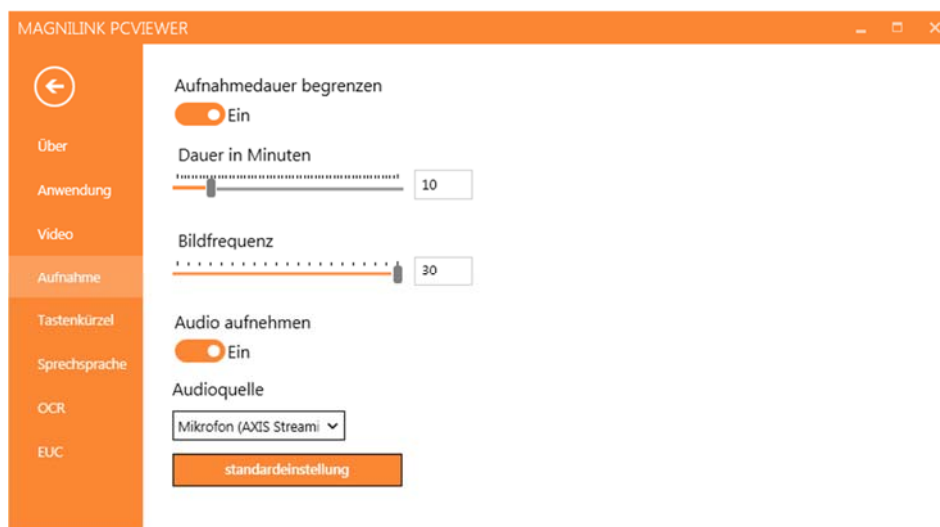 MAGNILINK PCVIEWER
Über
Anwendung
Video
Aufnahme
Tastenkürzel
Sprechsprache
OCR
EUC
Aufnahmedauer begrenzen
Ein
Dauer in Minuten
10
Bildfrequenz
30
Audio aufnehmen
Ein
Audioquelle
Mikrofon (AXIS Streami
standardeinstellung